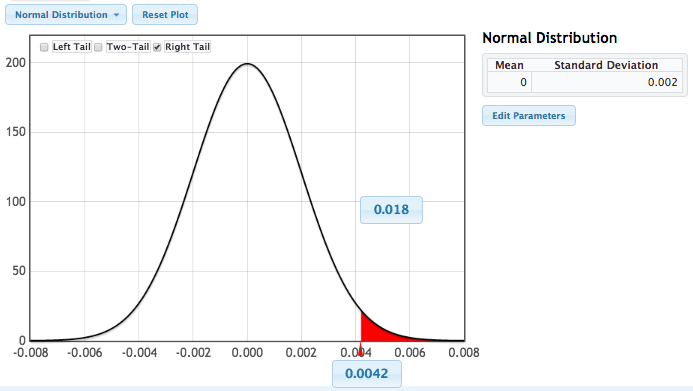 Normal Distribution Reset Plot
Left Tail Two-Tail Right Tail
Normal Distribution
Mean Standard Deviation
0 0.002
Edit Parameters
200
150
100
50
0
0.018
-0.008 -0.006 -0.004 -0.002 0.000 0.002 0.004 0.006 0.008
0.0042